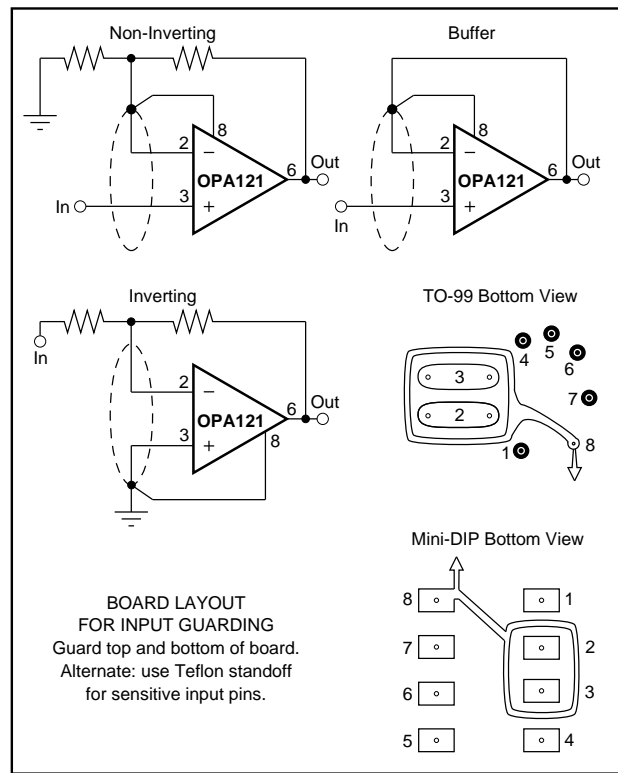 Non-Inverting
8
2
−
OPA121
6
Out
3
+
In
Buffer
8
2
−
OPA121
6
Out
3
+
In
Inverting
In
2
−
OPA121
6
Out
3
+
8
TO-99 Bottom View
4
5
6
7
8
3
2
1
Mini-DIP Bottom View
8
1
7
2
6
3
5
4
BOARD LAYOUT
FOR INPUT GUARDING
Guard top and bottom of board.
Alternate: use Teflon standoff
for sensitive input pins.